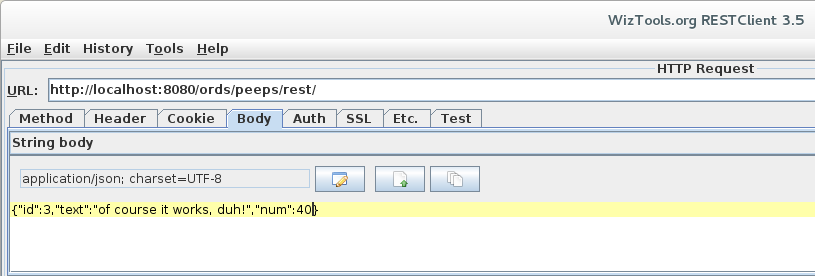 WizTools.org RESTClient 3.5
File Edit History Tools Help
HTTP Request
URL: http://localhost:8080/ords/peeps/rest/
Method Header Cookie Body Auth SSL Etc. Test
String body
application/json; charset=UTF-8
{"id":3,"text":"of course it works, duh!","num":40}